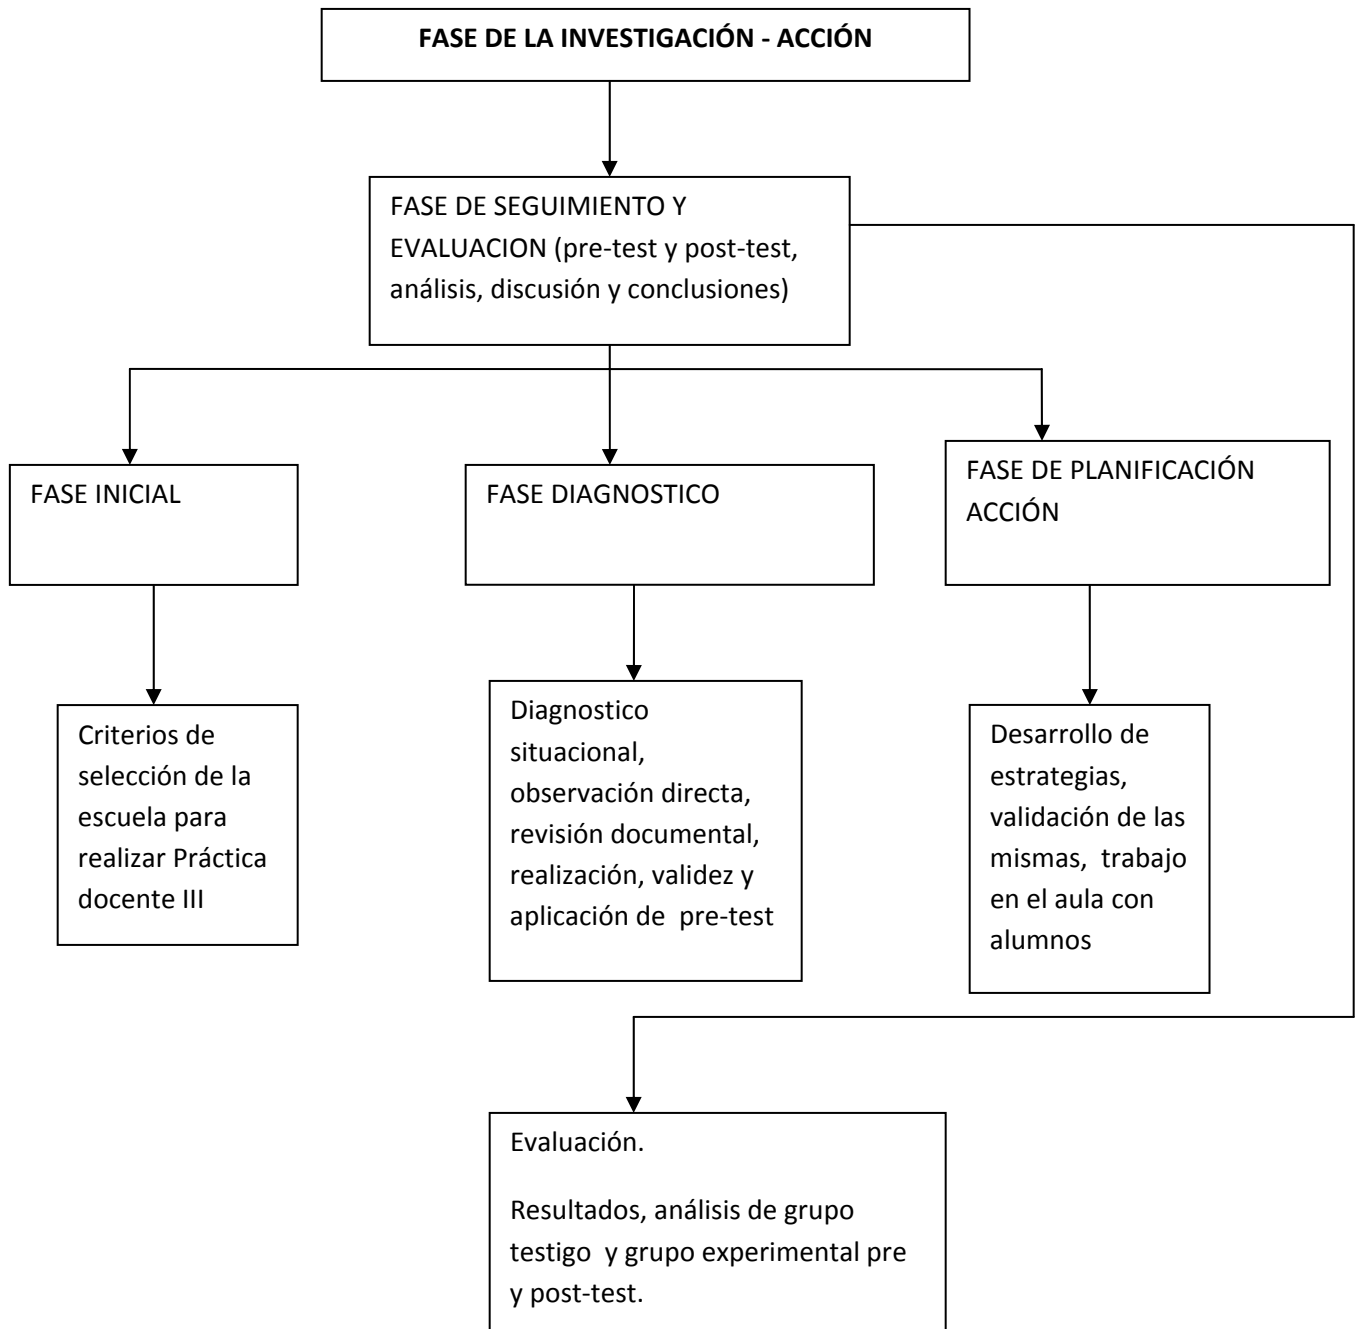 FASE DE LA INVESTIGACIÓN - ACCIÓN
FASE DE SEGUIMIENTO Y
EVALUACION (pre-test y post-test,
análisis, discusión y conclusiones)
FASE INICIAL
FASE DIAGNOSTICO
FASE DE PLANIFICACIÓN
ACCIÓN
Criterios de
selección de la
escuela para
realizar Práctica
docente III
Diagnostico
situacional,
observación directa,
revisión documental,
realización, validez y
aplicación de pre-test
Desarrollo de
estrategias,
validación de las
mismas, trabajo
en el aula con
alumnos
Evaluación.
Resultados, análisis de grupo
testigo y grupo experimental pre
y post-test.